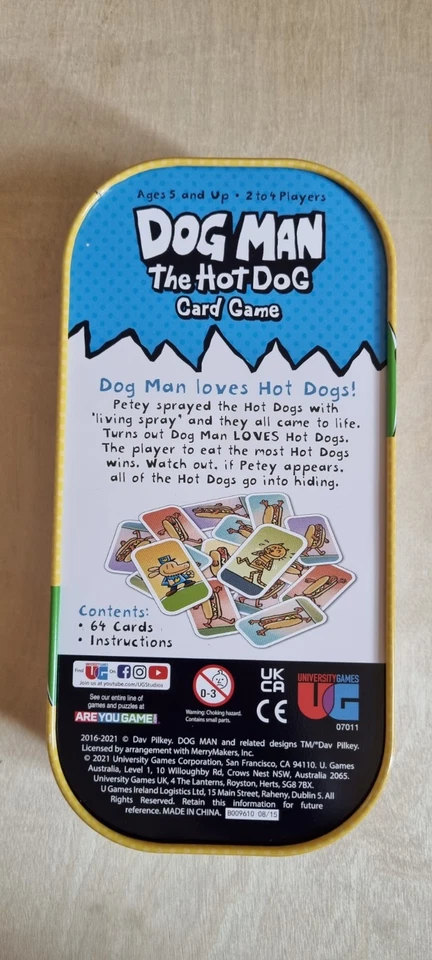 Ages 5 and Up • 2 to 4 Players
DOG MAN
The Hot Dog
Card Game
Dog Man loves Hot Dogs!
Petey sprayed the Hot Dogs with
'living spray' and they all came to life.
Turns out Dog Man LOVES Hot Dogs.
The player to eat the most Hot Dogs
wins. Watch out, if Petey appears,
all of the Hot Dogs go into hiding.
Contents:
• 64 Cards
• Instructions
Find UG On:
Join us at youtube.com/UGStudios
See our entire line of
games and puzzles at
AREYOUGAME!
0-3
Warning: Choking hazard.
Contains small parts.
UK
CA
CE
UNIVERSITY GAMES
UG
07011
2016-2021 © Dav Pilkey. DOG MAN and related designs TM/®Dav Pilkey.
Licensed by arrangement with MerryMakers, Inc.
© 2021 University Games Corporation, San Francisco, CA 94110. U. Games
Australia, Level 1, 10 Willoughby Rd, Crows Nest NSW, Australia 2065.
University Games UK, 4 The Lanterns, Royston, Herts, SG8 7BX.
U Games Ireland Logistics Ltd, 15 Main Street, Raheny, Dublin 5. All
Rights Reserved. Retain this information for future
reference. MADE IN CHINA. B009610 08/15